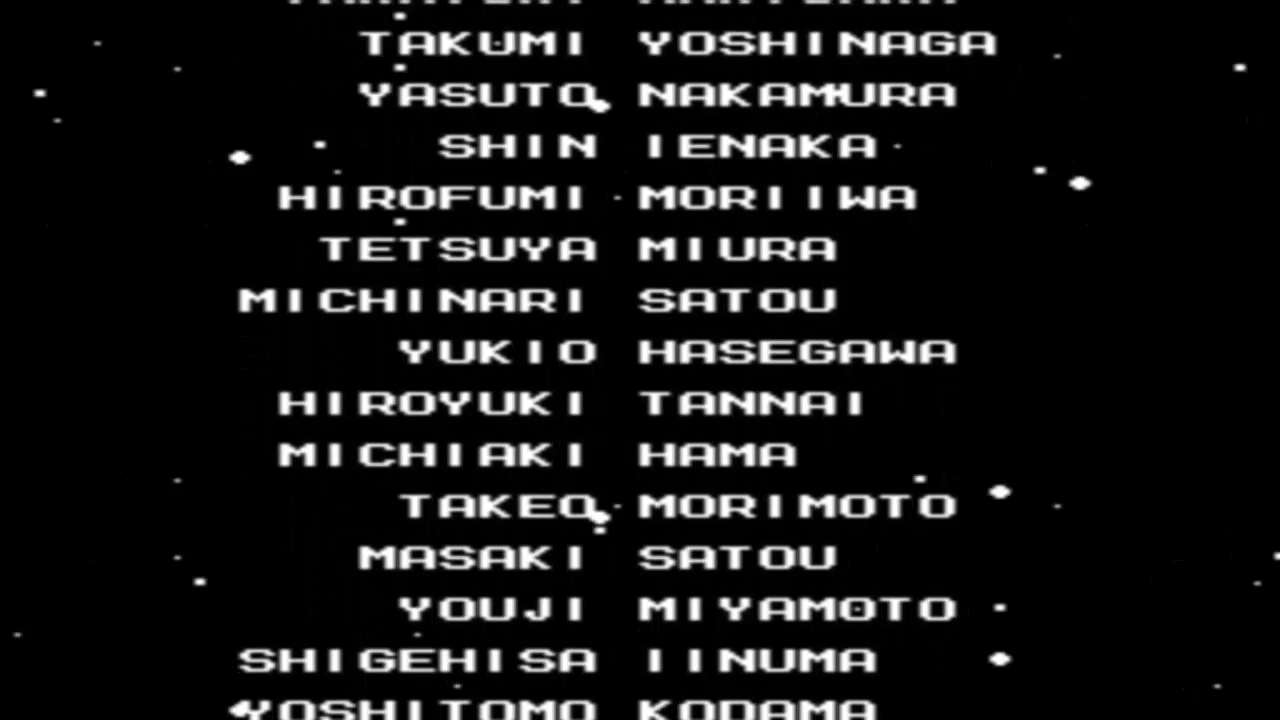 TAKUMI YOSHINAGA
YASUTO NAKAMURA
SHIN IENAKA
HIROFUMI MORIIWA
TETSUYA MIURA
MICHINARI SATOU
YUKIO HASEGAWA
HIROYUKI TANNAI
MICHIAKI HAMA
TAKEO MORIMOTO
MASAKI SATOU
YOUJI MIYAMOTO
SHIGEHISA IINUMA
YOSHITOMO KODAMA